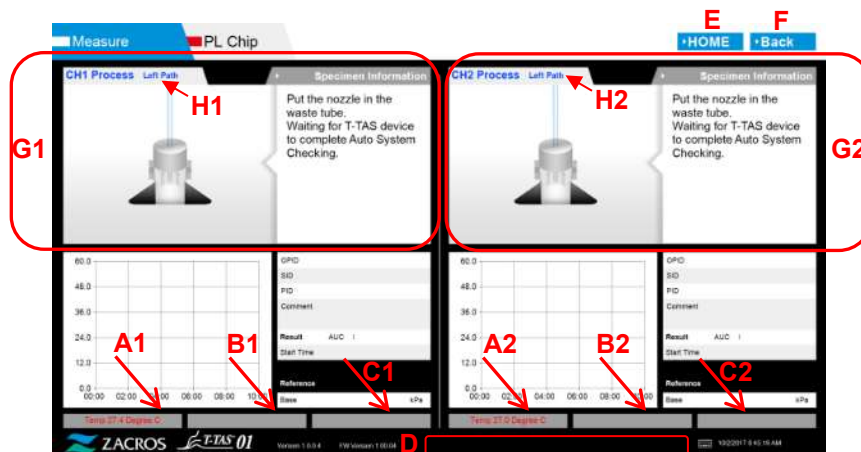 E F
Measure PL Chip ▸HOME ▸Back
CH1 Process Left Path
Specimen Information
H1
Put the nozzle in the
waste tube.
Waiting for T-TAS device
to complete Auto System
Checking.
G1
CH2 Process Left Path
Specimen Information
H2
Put the nozzle in the
waste tube.
Waiting for T-TAS device
to complete Auto System
Checking.
G2
60.0
48.0
36.0
24.0
12.0
0.0
00:00 02:00 04:00 06:00 08:00 10:00
OPID
SID
PID
Comment
Result AUC :
Start Time
Reference
Base kPa
A1 B1 C1
Temp 27.4 Degree C
60.0
48.0
36.0
24.0
12.0
0.0
00:00 02:00 04:00 06:00 08:00 10:00
OPID
SID
PID
Comment
Result AUC :
Start Time
Reference
Base kPa
A2 B2 C2
Temp 27.0 Degree C
ZACROS T-TAS 01 D